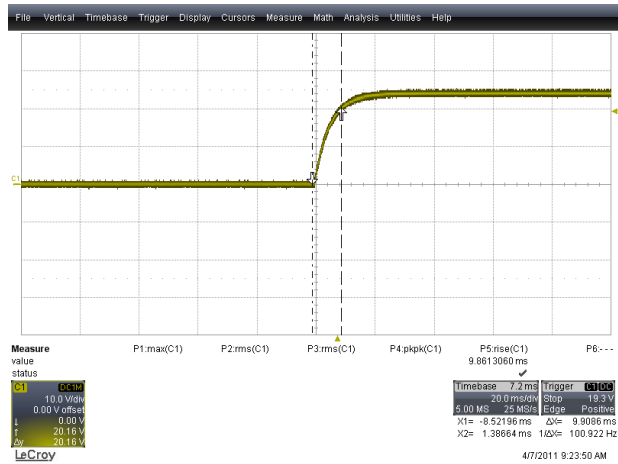 File Vertical Timebase Trigger Display Cursors Measure Math Analysis Utilities Help
C1
Measure P1:max(C1) P2:rms(C1) P3:rms(C1) P4:pkpk(C1) P5:rise(C1) P6:---
value 9.8613060 ms
status
C1 DC1M
10.0 V/div
0.00 V offset
↓ 0.00 V
↑ 20.16 V
Δy 20.16 V
Timebase 7.2 ms
20.0 ms/div
5.00 MS 25 MS/s
Trigger C1 DC
Stop 19.3 V
Edge Positive
X1= -8.52196 ms ΔX= 9.9086 ms
X2= 1.38664 ms 1/ΔX= 100.922 Hz
LeCroy
4/7/2011 9:23:50 AM